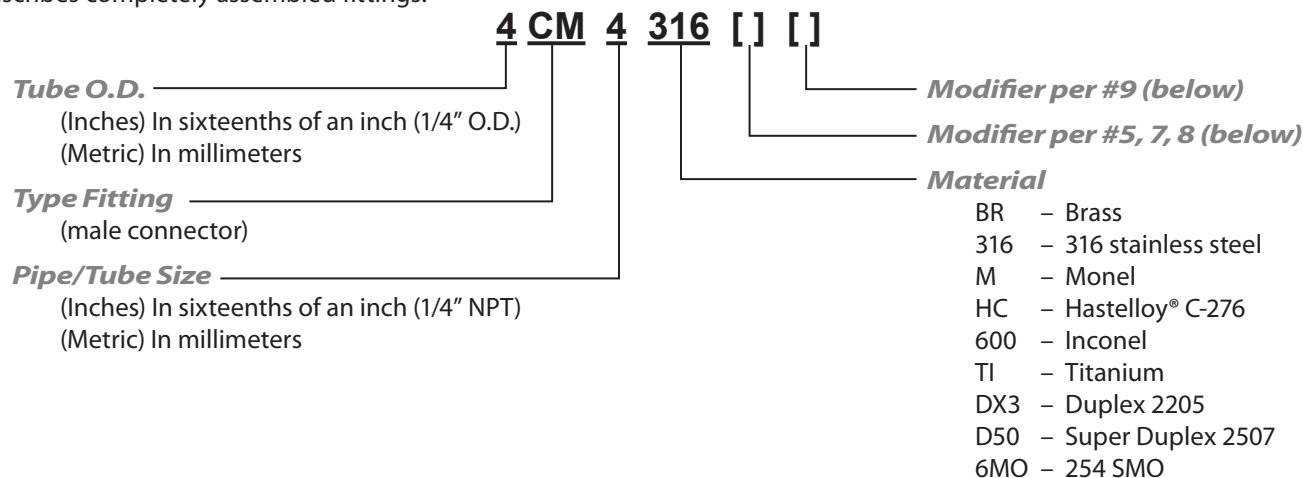 scribes completely assembled fittings.
4 CM 4 316 [ ] [ ]
Tube O.D.
(Inches) In sixteenths of an inch (1/4" O.D.)
(Metric) In millimeters
Type Fitting
(male connector)
Pipe/Tube Size
(Inches) In sixteenths of an inch (1/4" NPT)
(Metric) In millimeters
Modifier per #9 (below)
Modifier per #5, 7, 8 (below)
Material
BR – Brass
316 – 316 stainless steel
M – Monel
HC – Hastelloy® C-276
600 – Inconel
TI – Titanium
DX3 – Duplex 2205
D50 – Super Duplex 2507
6MO – 254 SMO